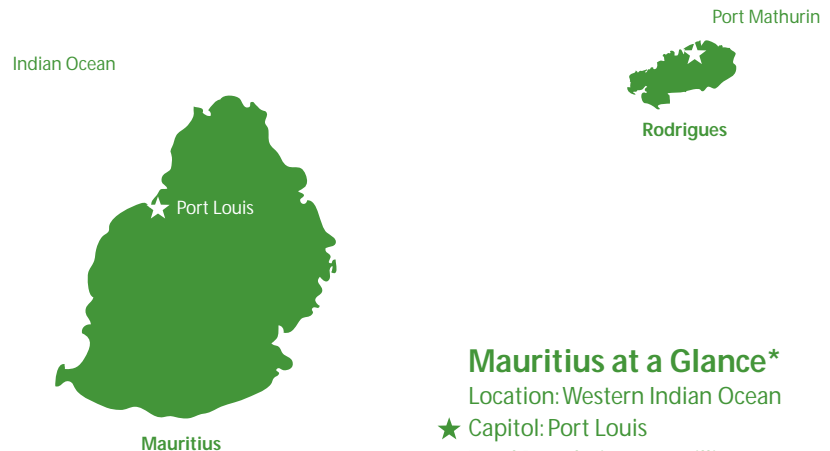 Port Mathurin
Indian Ocean
Rodrigues
Port Louis
Mauritius at a Glance*
Location: Western Indian Ocean
Capitol: Port Louis
Mauritius